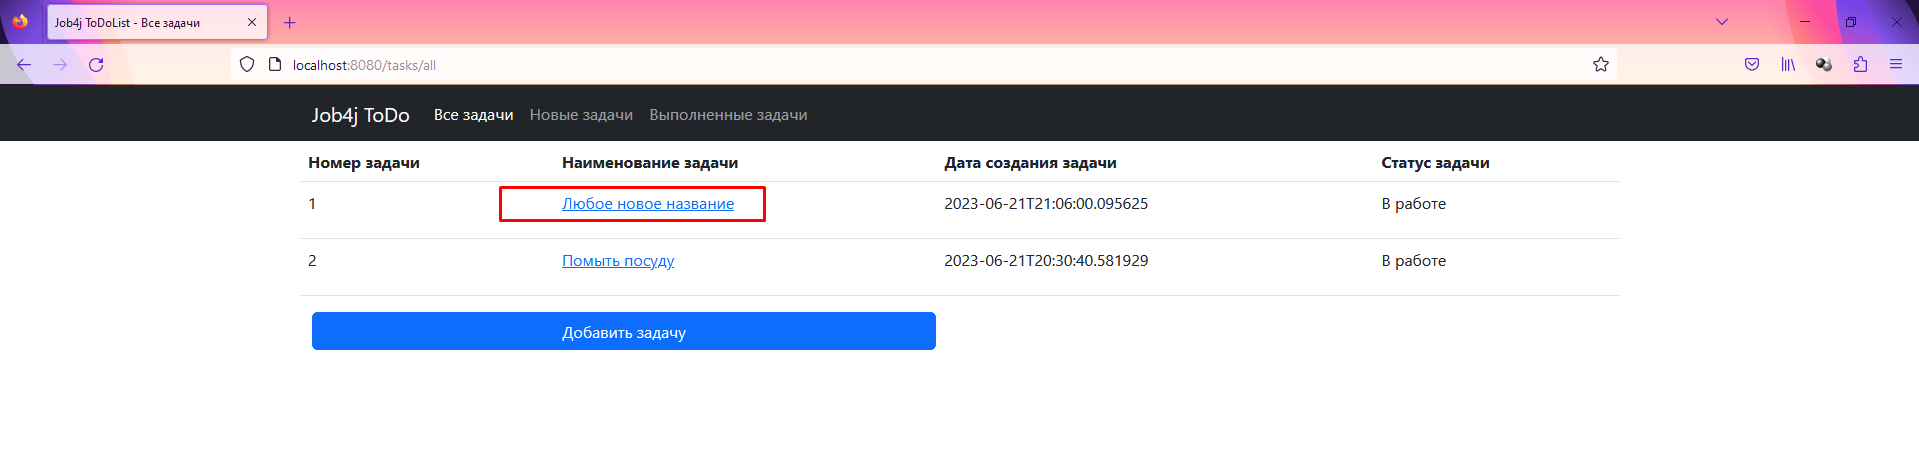 Job4j ToDoList - Все задачи
localhost:8080/tasks/all
Job4j ToDo Все задачи Новые задачи Выполненные задачи
Номер задачи Наименование задачи Дата создания задачи Статус задачи
1 Любое новое название 2023-06-21T21:06:00.095625 В работе
2 Помыть посуду 2023-06-21T20:30:40.581929 В работе
Добавить задачу